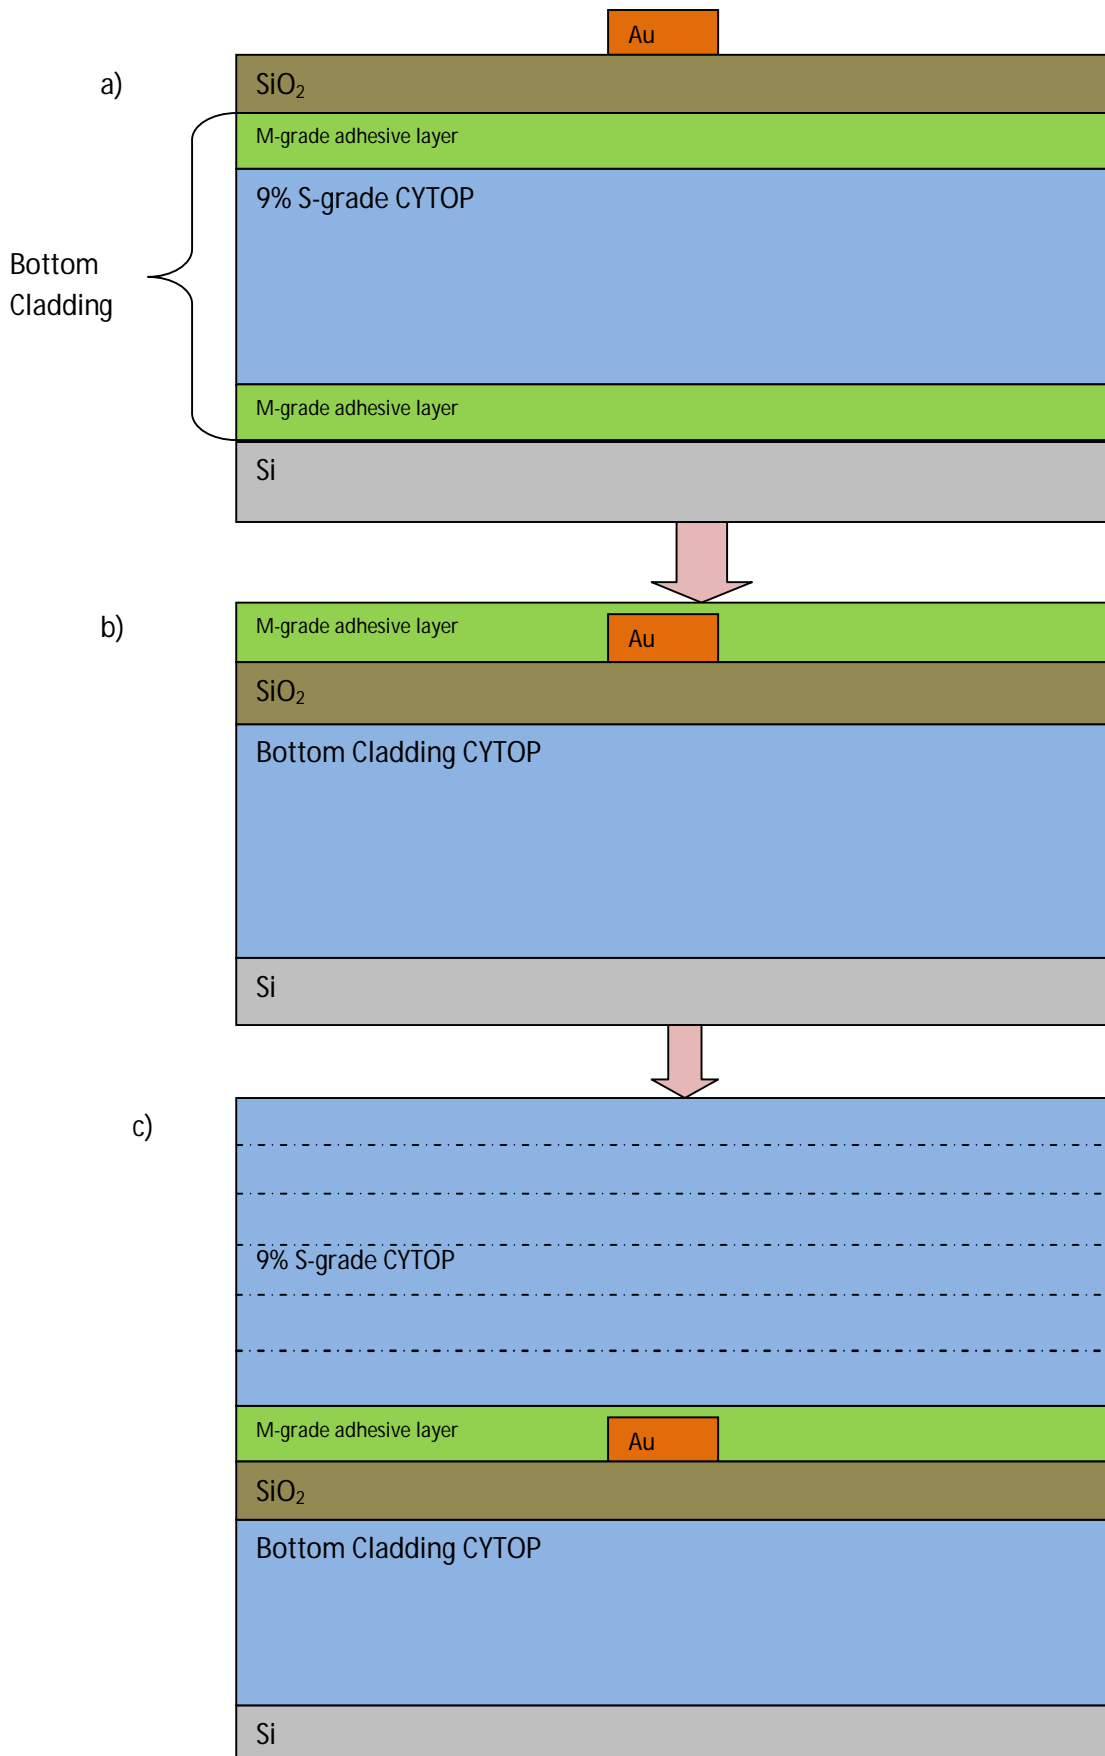 Au
a)
SiO₂
M-grade adhesive layer
9% S-grade CYTOP
Bottom
Cladding
M-grade adhesive layer
Si
b)
M-grade adhesive layer
Au
SiO₂
Bottom Cladding CYTOP
Si
c)
9% S-grade CYTOP
M-grade adhesive layer
Au
SiO₂
Bottom Cladding CYTOP
Si